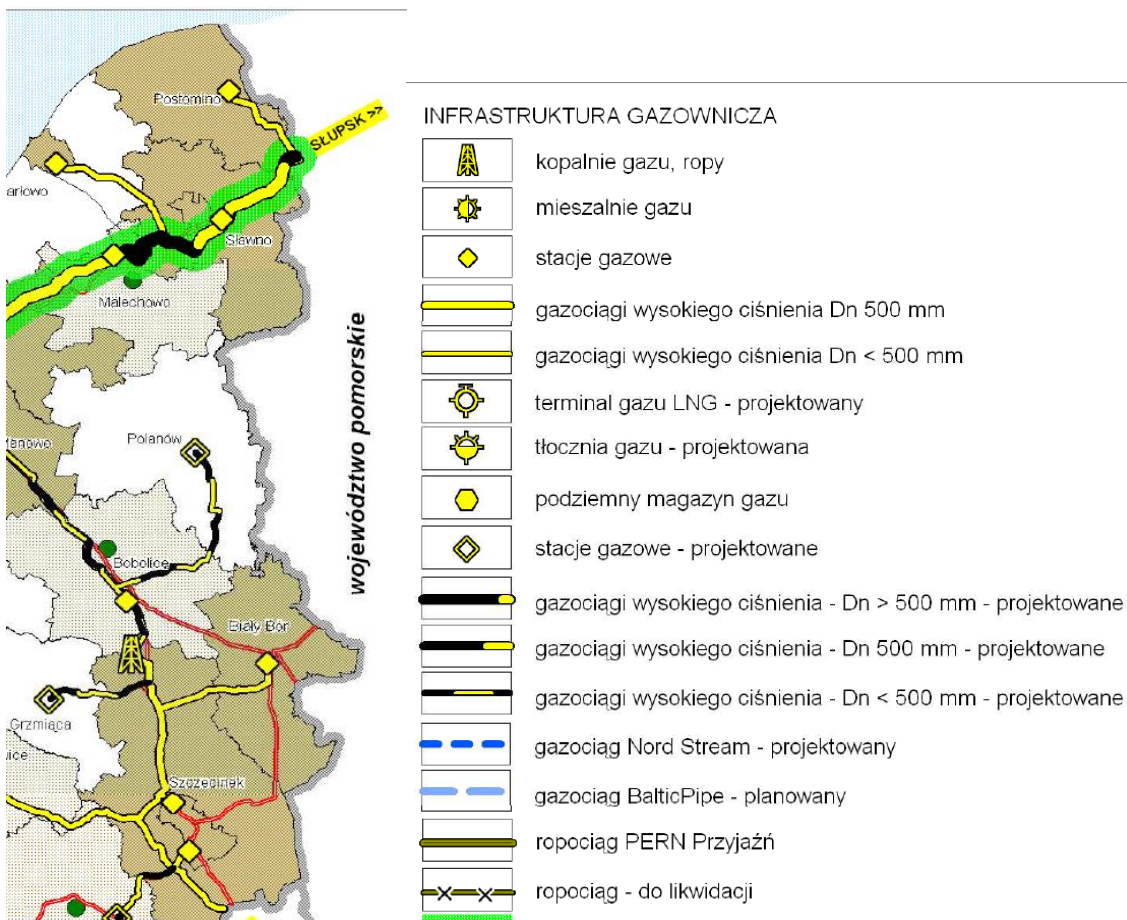 Postomino
SŁUPSK >>
arłowo
Sławno
Malechowo
województwo pomorskie
Manowo
Polanów
Bobolice
Biały Bór
Grzmiąca
Szczecinek
INFRASTRUKTURA GAZOWNICZA
kopalnie gazu, ropy
mieszalnie gazu
stacje gazowe
gazociągi wysokiego ciśnienia Dn 500 mm
gazociągi wysokiego ciśnienia Dn < 500 mm
terminal gazu LNG - projektowany
tłocznia gazu - projektowana
podziemny magazyn gazu
stacje gazowe - projektowane
gazociągi wysokiego ciśnienia - Dn > 500 mm - projektowane
gazociągi wysokiego ciśnienia - Dn 500 mm - projektowane
gazociągi wysokiego ciśnienia - Dn < 500 mm - projektowane
gazociąg Nord Stream - projektowany
gazociąg BalticPipe - planowany
ropociąg PERN Przyjaźń
ropociąg - do likwidacji